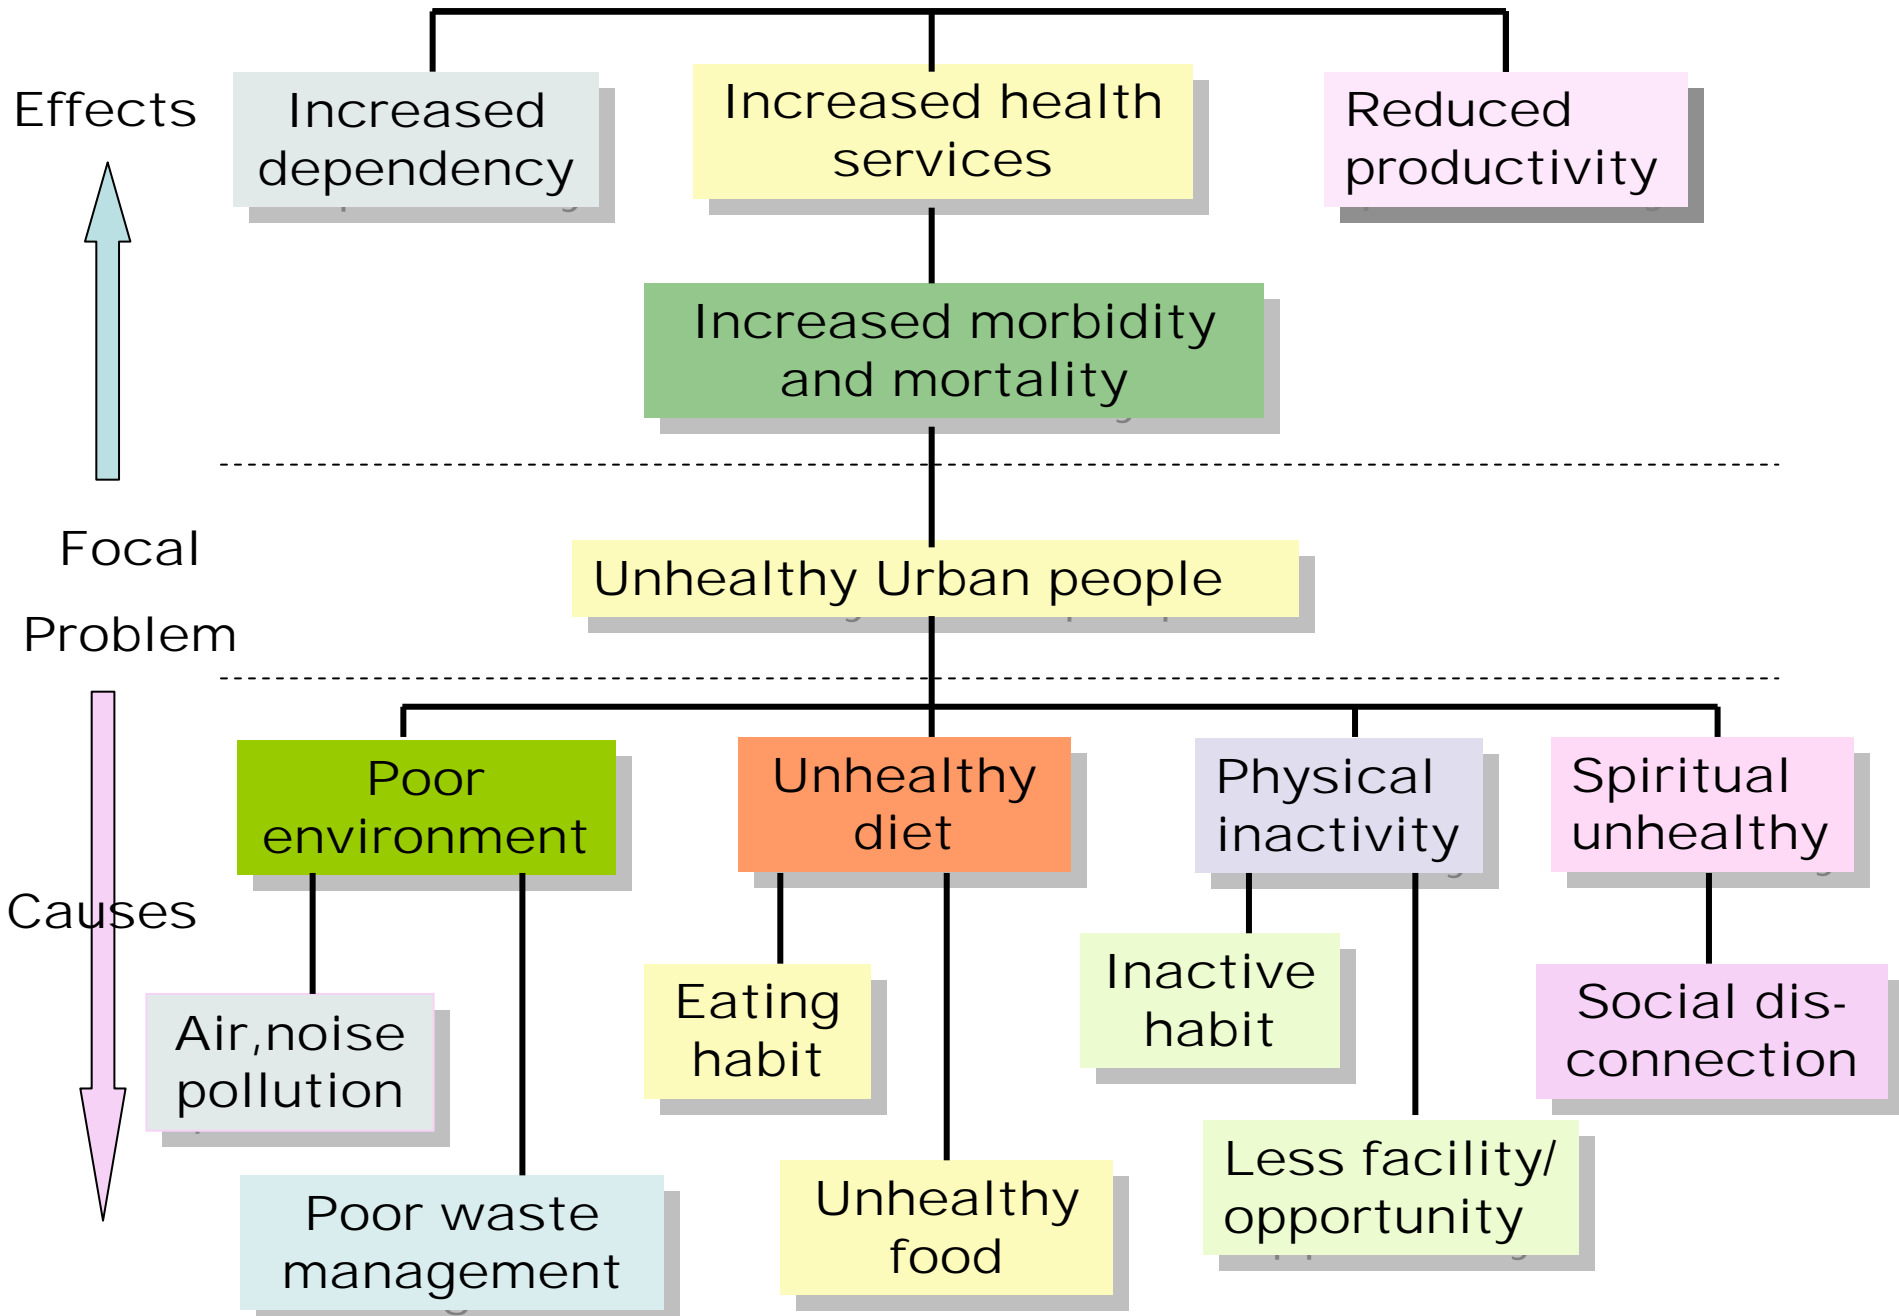 Effects
Increased
dependency
Increased health
services
Reduced
productivity
Increased morbidity
and mortality
Focal
Problem
Unhealthy Urban people
Causes
Poor
environment
Unhealthy
diet
Physical
inactivity
Spiritual
unhealthy
Air,noise
pollution
Eating
habit
Inactive
habit
Social dis-
connection
Poor waste
management
Unhealthy
food
Less facility/
opportunity